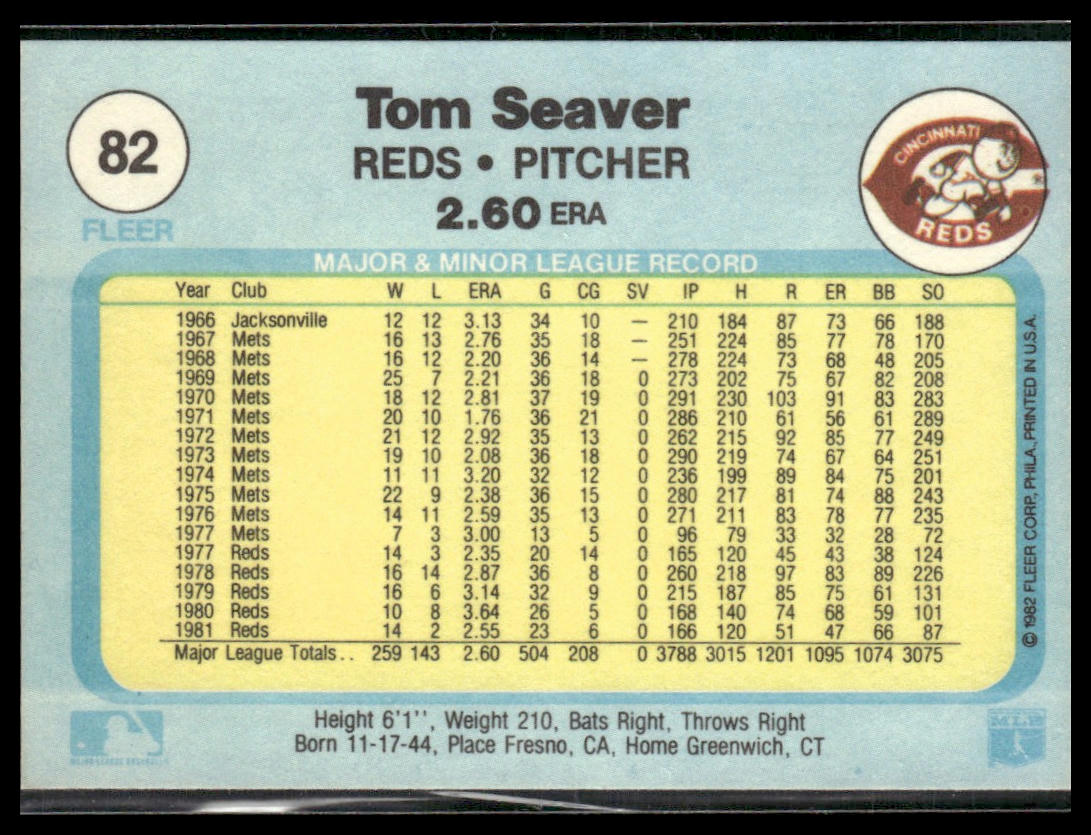 82
FLEER
Tom Seaver
REDS • PITCHER
2.60 ERA
CINCINNATI
REDS
MAJOR & MINOR LEAGUE RECORD
Year Club W L ERA G CG SV IP H R ER BB SO
1966 Jacksonville 12 12 3.13 34 10 — 210 184 87 73 66 188
1967 Mets 16 13 2.76 35 18 — 251 224 85 77 78 170
1968 Mets 16 12 2.20 36 14 — 278 224 73 68 48 205
1969 Mets 25 7 2.21 36 18 0 273 202 75 67 82 208
1970 Mets 18 12 2.81 37 19 0 291 230 103 91 83 283
1971 Mets 20 10 1.76 36 21 0 286 210 61 56 61 289
1972 Mets 21 12 2.92 35 13 0 262 215 92 85 77 249
1973 Mets 19 10 2.08 36 18 0 290 219 74 67 64 251
1974 Mets 11 11 3.20 32 12 0 236 199 89 84 75 201
1975 Mets 22 9 2.38 36 15 0 280 217 81 74 88 243
1976 Mets 14 11 2.59 35 13 0 271 211 83 78 77 235
1977 Mets 7 3 3.00 13 5 0 96 79 33 32 28 72
1977 Reds 14 3 2.35 20 14 0 165 120 45 43 38 124
1978 Reds 16 14 2.87 36 8 0 260 218 97 83 89 226
1979 Reds 16 6 3.14 32 9 0 215 187 85 75 61 131
1980 Reds 10 8 3.64 26 5 0 168 140 74 68 59 101
1981 Reds 14 2 2.55 23 6 0 166 120 51 47 66 87
Major League Totals.. 259 143 2.60 504 208 0 3788 3015 1201 1095 1074 3075
© 1982 FLEER CORP., PHILA., PRINTED IN U.S.A.
Height 6'1'', Weight 210, Bats Right, Throws Right
Born 11-17-44, Place Fresno, CA, Home Greenwich, CT
MAJOR LEAGUE BASEBALL
MLB